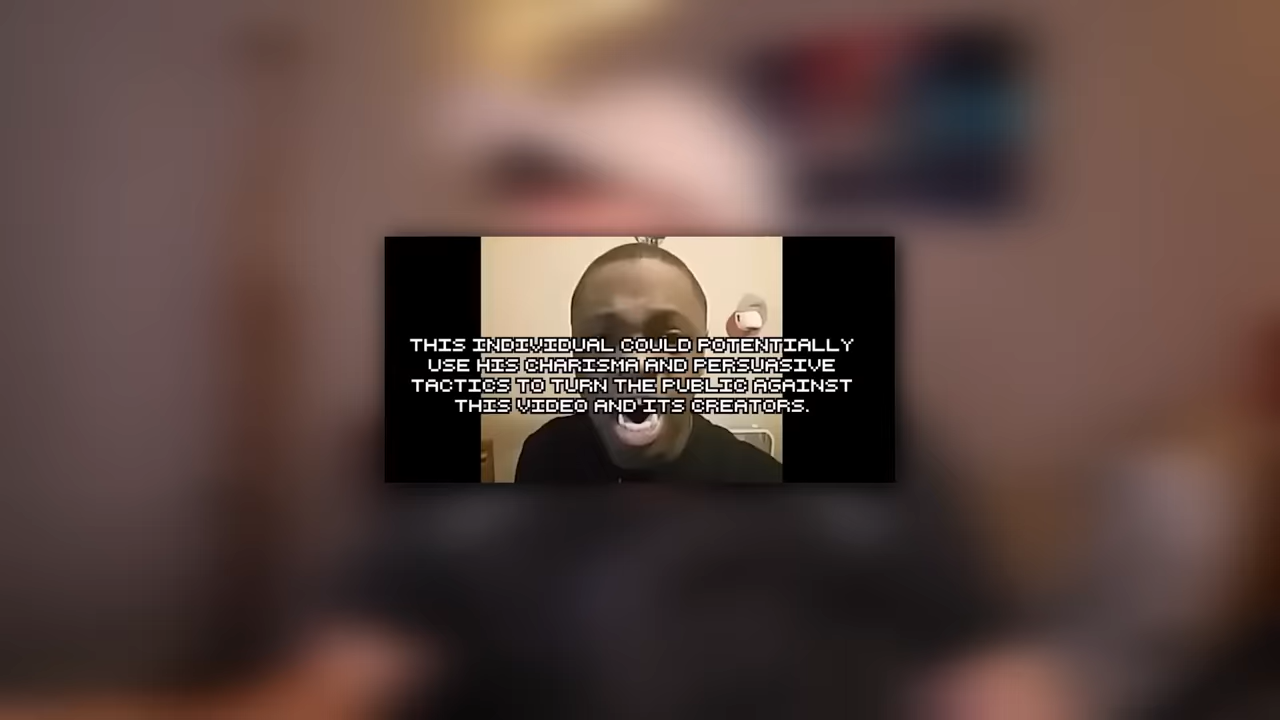 THIS INDIVIDUAL COULD POTENTIALLY
USE HIS CHARISMA AND PERSUASIVE
TACTICS TO TURN THE PUBLIC AGAINST
THIS VIDEO AND ITS CREATORS.